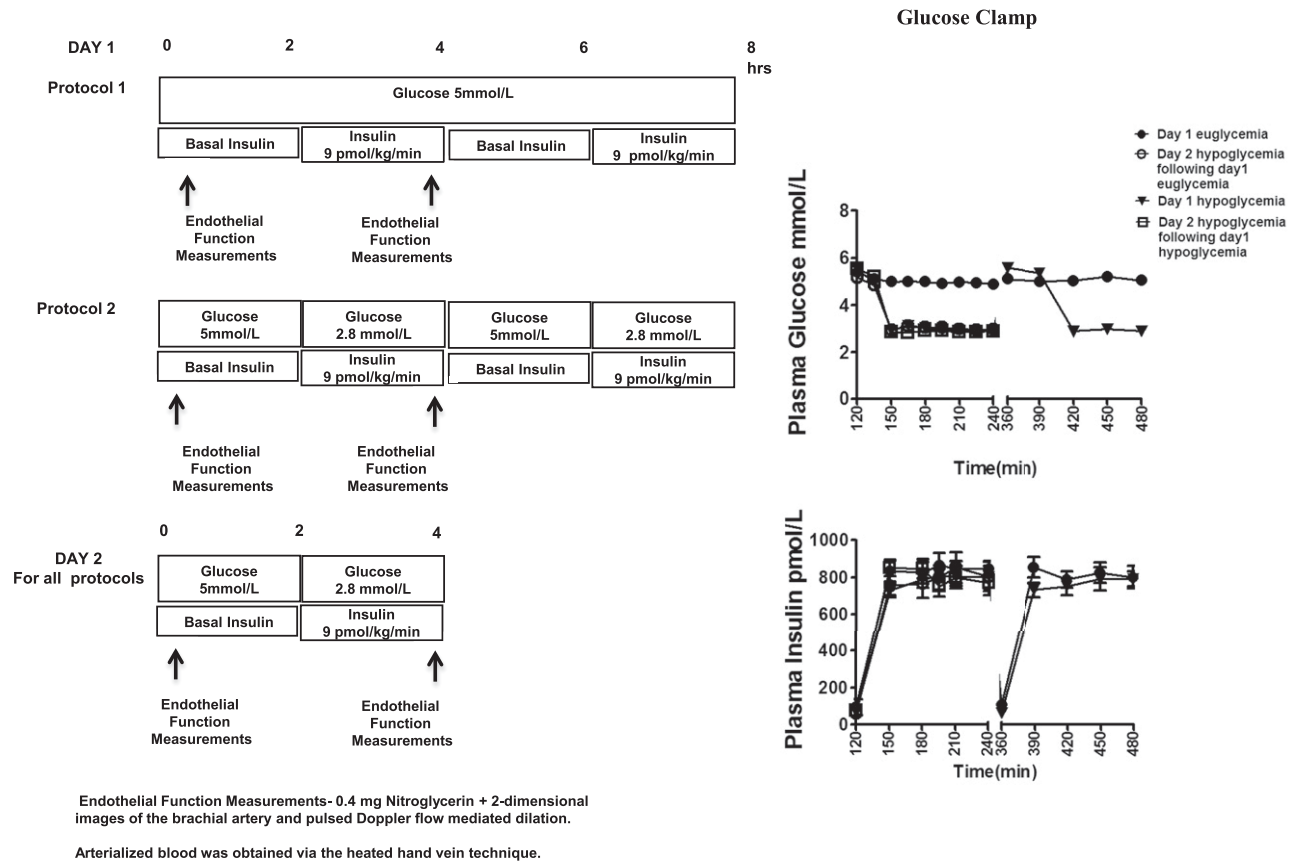 Glucose Clamp
DAY 1
0
2
4
6
8
hrs
Protocol 1
Glucose 5mmol/L
Basal Insulin
Insulin
9 pmol/kg/min
Basal Insulin
Insulin
9 pmol/kg/min
Endothelial
Function
Measurements
Endothelial
Function
Measurements
Protocol 2
Glucose
5mmol/L
Glucose
2.8 mmol/L
Glucose
5mmol/L
Glucose
2.8 mmol/L
Basal Insulin
Insulin
9 pmol/kg/min
Basal Insulin
Insulin
9 pmol/kg/min
Endothelial
Function
Measurements
Endothelial
Function
Measurements
0
2
4
DAY 2
For all protocols
Glucose
5mmol/L
Glucose
2.8 mmol/L
Basal Insulin
Insulin
9 pmol/kg/min
Endothelial
Function
Measurements
Endothelial
Function
Measurements
Endothelial Function Measurements- 0.4 mg Nitroglycerin + 2-dimensional
images of the brachial artery and pulsed Doppler flow mediated dilation.
Arterialized blood was obtained via the heated hand vein technique.
Day 1 euglycemia
Day 2 hypoglycemia
following day1
euglycemia
Day 1 hypoglycemia
Day 2 hypoglycemia
following day1
hypoglycemia
Plasma Glucose mmol/L
8
6
4
2
0
120
150
180
210
240
360
390
420
450
480
Time(min)
Plasma Insulin pmol/L
1000
800
600
400
200
0
120
150
180
210
240
360
390
420
450
480
Time(min)